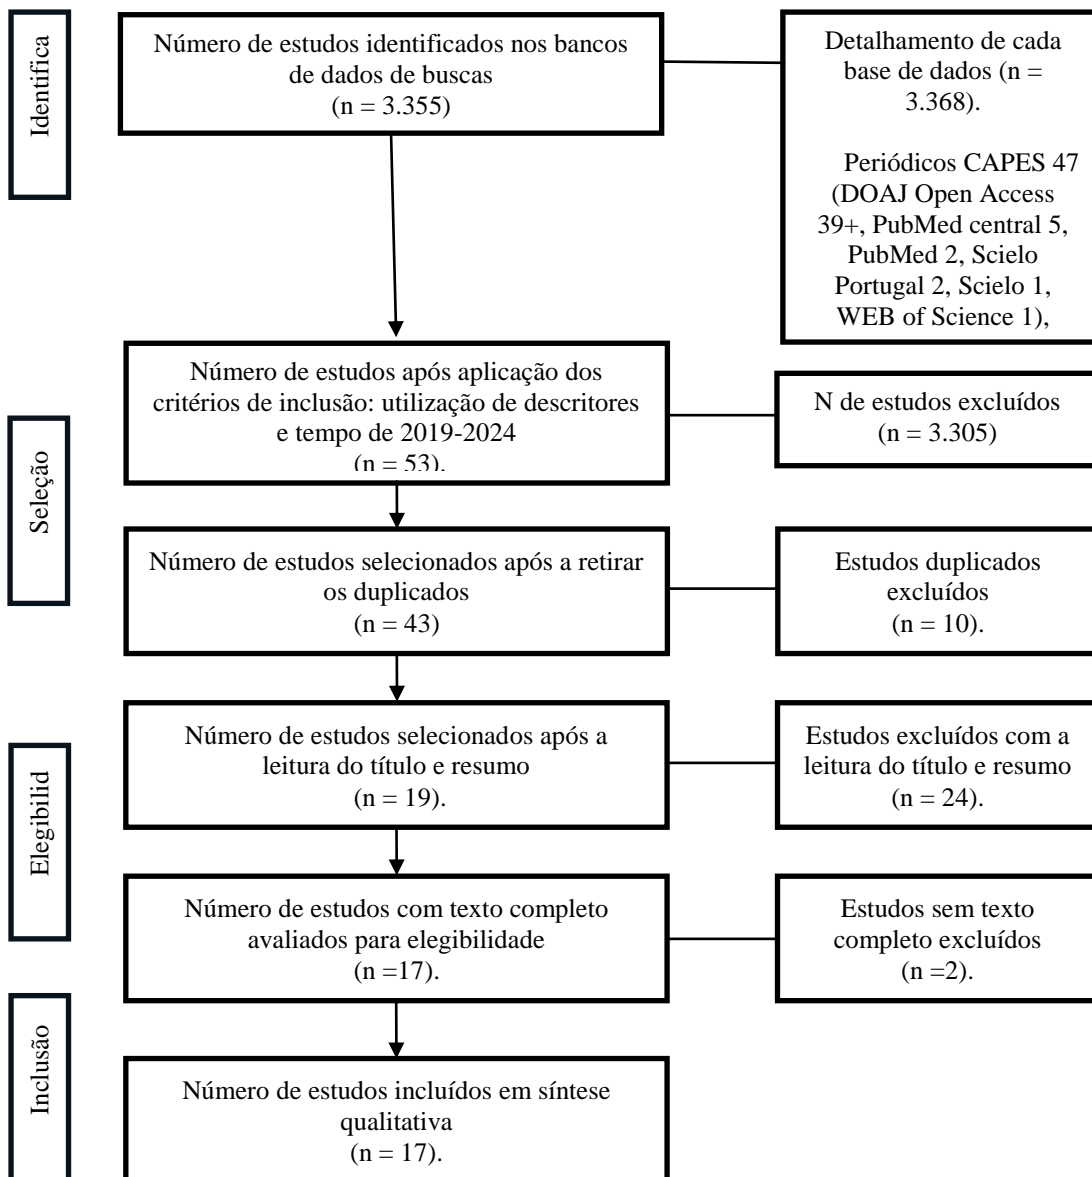 Identifica
Número de estudos identificados nos bancos
de dados de buscas
(n = 3.355)
Detalhamento de cada
base de dados (n =
3.368).
Periódicos CAPES 47
(DOAJ Open Access
39+, PubMed central 5,
PubMed 2, Scielo
Portugal 2, Scielo 1,
WEB of Science 1),
Seleção
Número de estudos após aplicação dos
critérios de inclusão: utilização de descritores
e tempo de 2019-2024
(n = 53).
N de estudos excluídos
(n = 3.305)
Número de estudos selecionados após a retirar
os duplicados
(n = 43)
Estudos duplicados
excluídos
(n = 10).
Elegibilid
Número de estudos selecionados após a
leitura do título e resumo
(n = 19).
Estudos excluídos com a
leitura do título e resumo
(n = 24).
Número de estudos com texto completo
avaliados para elegibilidade
(n =17).
Estudos sem texto
completo excluídos
(n =2).
Inclusão
Número de estudos incluídos em síntese
qualitativa
(n = 17).